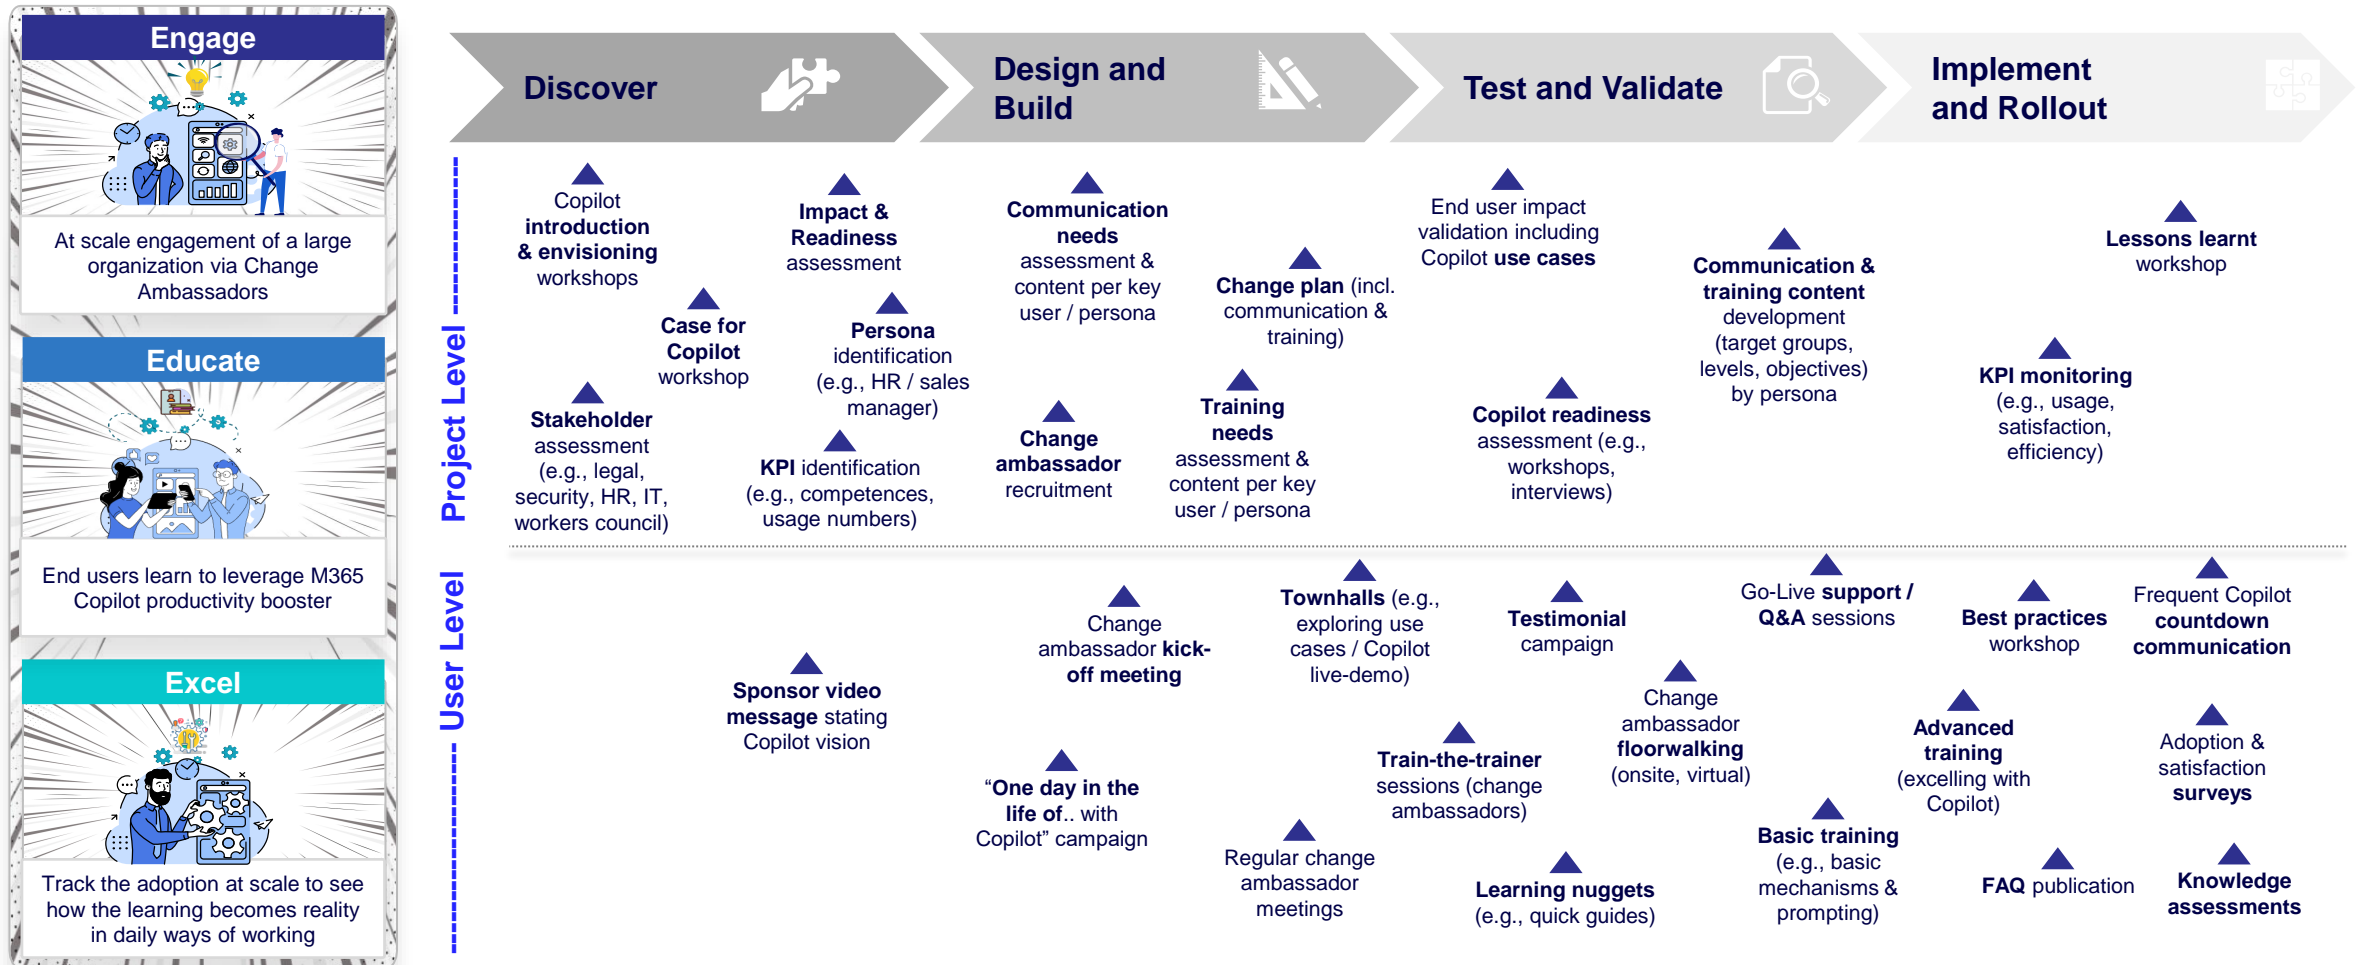 Engage
At scale engagement of a large
organization via Change
Ambassadors
Educate
End users learn to leverage M365
Copilot productivity booster
Excel
Track the adoption at scale to see
how the learning becomes reality
in daily ways of working
Discover
Design and
Build
Test and Validate
Implement
and Rollout
Project Level
Copilot
introduction
& envisioning
workshops
Impact &
Readiness
assessment
Case for
Copilot
workshop
Persona
identification
(e.g., HR / sales
manager)
Stakeholder
assessment
(e.g., legal,
security, HR, IT,
workers council)
KPI identification
(e.g., competences,
usage numbers)
Communication
needs
assessment &
content per key
user / persona
Change plan (incl.
communication &
training)
Change
ambassador
recruitment
Training
needs
assessment &
content per key
user / persona
End user impact
validation including
Copilot use cases
Communication &
training content
development
(target groups,
levels, objectives)
by persona
Copilot readiness
assessment (e.g.,
workshops,
interviews)
Lessons learnt
workshop
KPI monitoring
(e.g., usage,
satisfaction,
efficiency)
User Level
Sponsor video
message stating
Copilot vision
Change
ambassador kick-
off meeting
Townhalls (e.g.,
exploring use
cases / Copilot
live-demo)
“One day in the
life of.. with
Copilot” campaign
Regular change
ambassador
meetings
Testimonial
campaign
Train-the-trainer
sessions (change
ambassadors)
Learning nuggets
(e.g., quick guides)
Change
ambassador
floorwalking
(onsite, virtual)
Go-Live support /
Q&A sessions
Basic training
(e.g., basic
mechanisms &
prompting)
Best practices
workshop
Advanced
training
(excelling with
Copilot)
FAQ publication
Frequent Copilot
countdown
communication
Adoption &
satisfaction
surveys
Knowledge
assessments